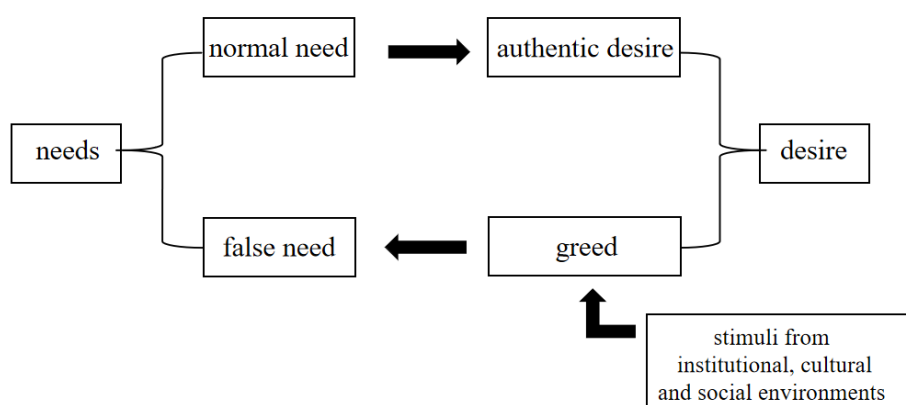 normal need
authentic desire
needs
desire
false need
greed
stimuli from
institutional, cultural
and social environments